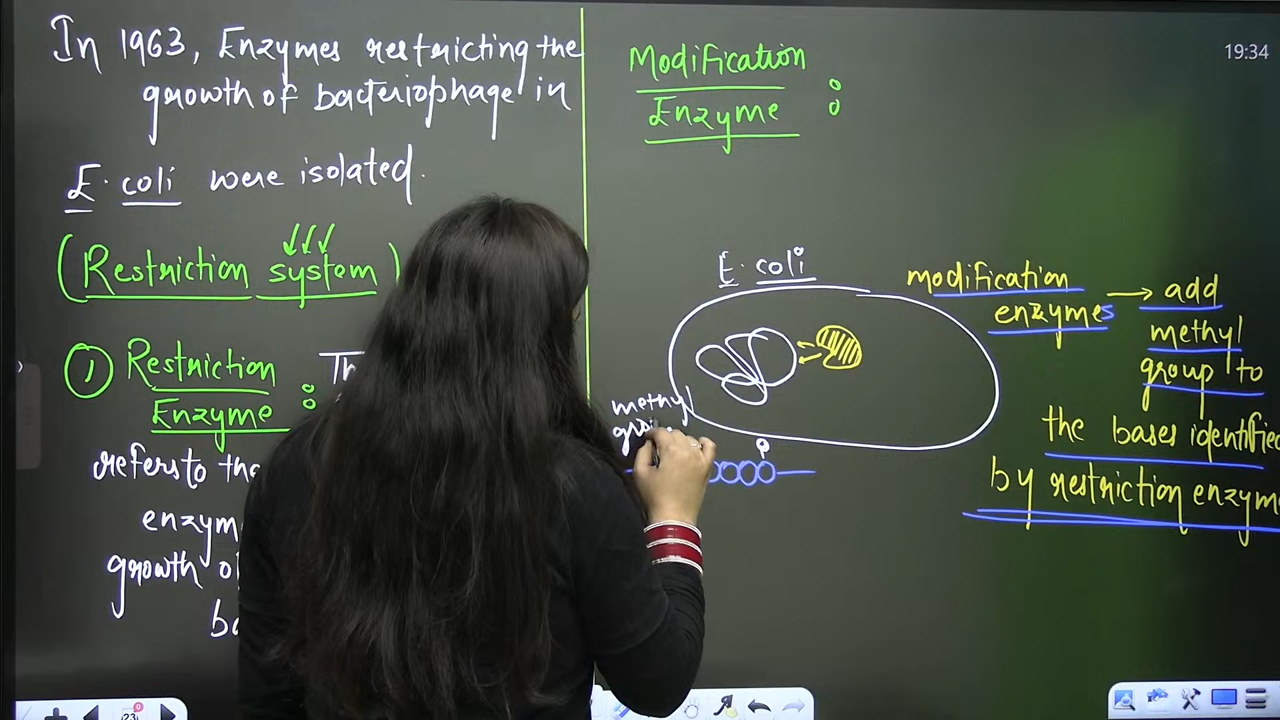 In 1963, Enzymes restricting the
growth of bacteriophage in
E. coli were isolated.
(Restriction system)
① Restriction
Enzyme :
refers to the
growth
Modification
Enzyme :
19:34
E. coli
modification
enzymes → add
methyl
group to
the bases identified
by restriction
methyl
23
0